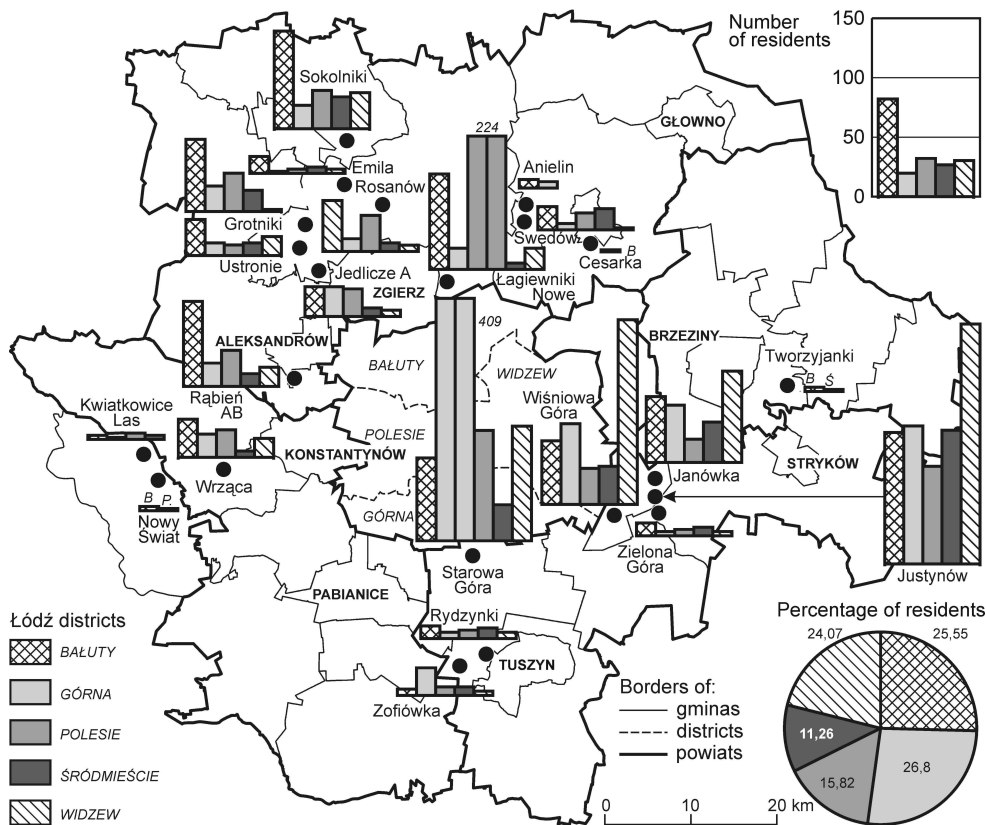 Number
of residents
150
100
50
0
Sokolniki
GŁOWNO
224
Anielin
Emila
Rosanów
Grotniki
Swędów
B
Cesarka
Ustronie
Jedlicze A
ZGIERZ
Łagiewniki
Nowe
409
ALEKSANDRÓW
BAŁUTY
WIDZEW
BRZEZINY
Tworzyjanki
B Ś
Rąbień
AB
Wiśniowa
Góra
Kwiatkowice
Las
POLESIE
KONSTANTYNÓW
Janówka
STRYKÓW
Wrząca
B P.
Nowy
Świat
GÓRNA
Zielona
Góra
Justynów
Starowa
Góra
PABIANICE
Rydzynki
TUSZYN
Zofiówka
Łódź districts
BAŁUTY
GÓRNA
POLESIE
ŚRÓDMIEŚCIE
WIDZEW
Borders of:
gminas
districts
powiats
0 10 20 km
Percentage of residents
24,07
25,55
11,26
15,82
26,8